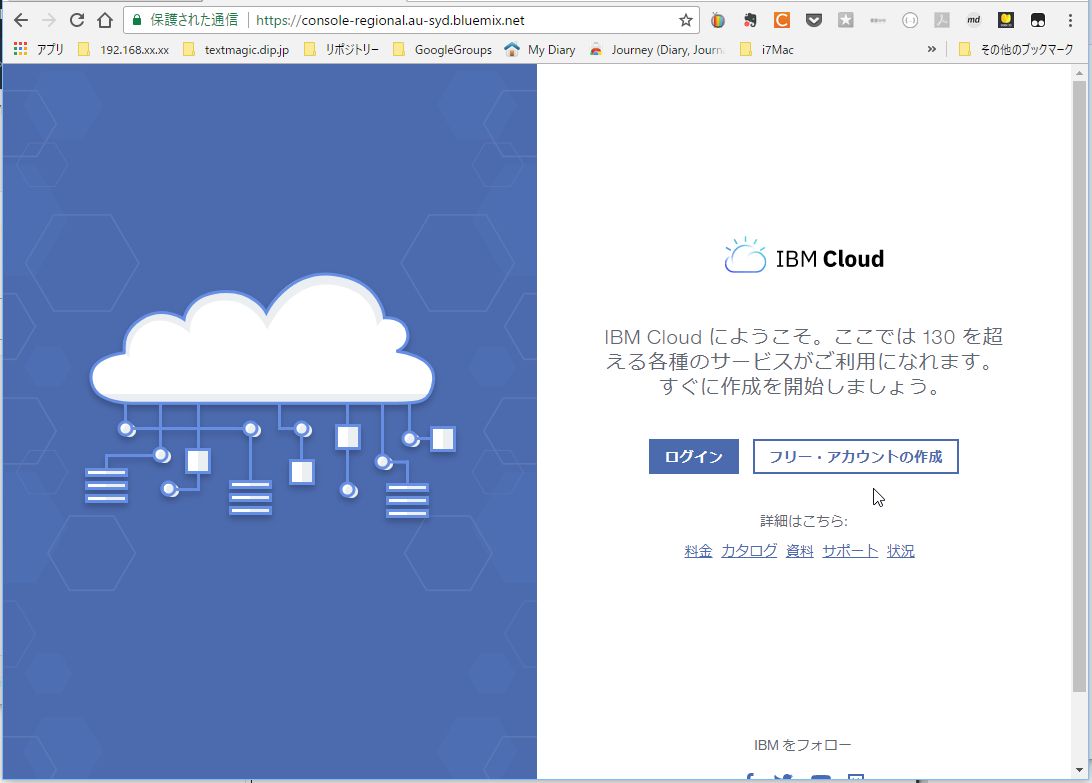 保護された通信 https://console-regional.au-syd.bluemix.net
アプリ 192.168.xx.xx textmagic.dip.jp リポジトリー GoogleGroups My Diary Journey (Diary, Journ i7Mac » その他のブックマーク
IBM Cloud
IBM Cloud にようこそ。ここでは 130 を超
える各種のサービスがご利用になれます。
すぐに作成を開始しましょう。
ログイン フリー・アカウントの作成
詳細はこちら:
料金 カタログ 資料 サポート 状況
IBM をフォロー